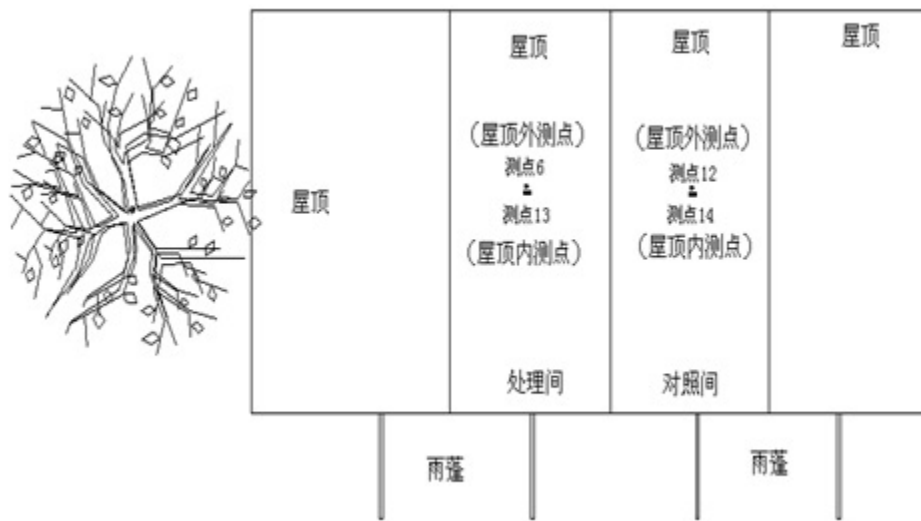 屋顶
屋顶
屋顶
屋顶
(屋顶外测点)
测点6
测点13
(屋顶内测点)
(屋顶外测点)
测点12
测点14
(屋顶内测点)
处理间
对照间
雨蓬
雨蓬